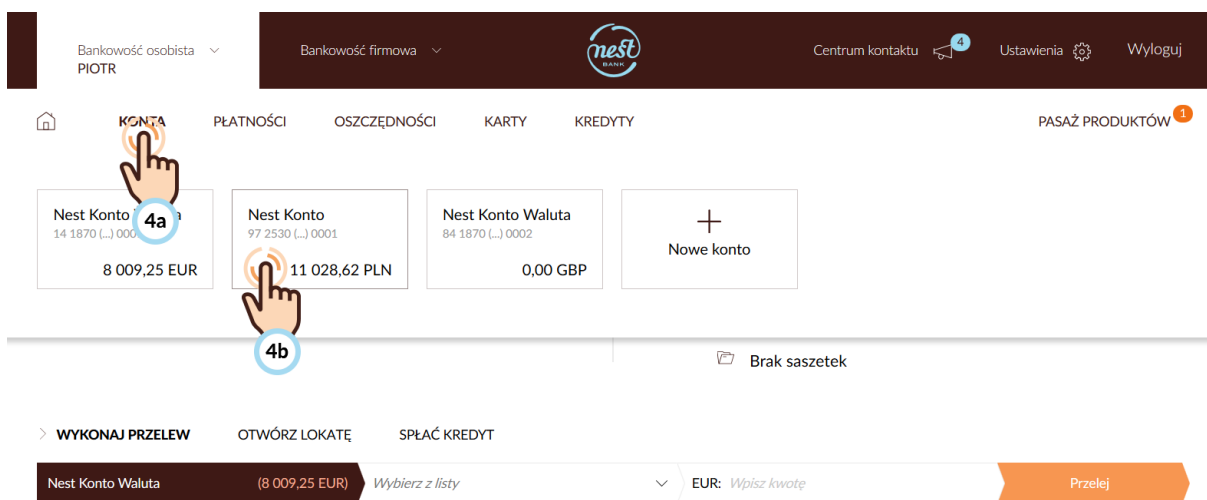 Bankowość osobista
PIOTR
Bankowość firmowa
nest
BANK
Centrum kontaktu 4
Ustawienia
Wyloguj
KONTA PŁATNOŚCI OSZCZĘDNOŚCI KARTY KREDYTY PASAŻ PRODUKTÓW 1
Nest Konto
14 1870 (...)
8 009,25 EUR
4a
Nest Konto
97 2530 (...) 0001
11 028,62 PLN
4b
Nest Konto Waluta
84 1870 (...) 0002
0,00 GBP
Nowe konto
Brak saszetek
WYKONAJ PRZELEW OTWÓRZ LOKATĘ SPŁAĆ KREDYT
Nest Konto Waluta (8 009,25 EUR) Wybierz z listy EUR: Wpisz kwotę Przelej